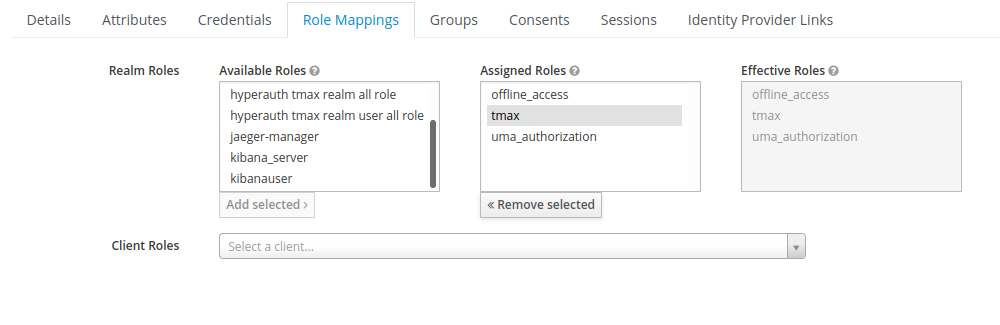 Details Attributes Credentials Role Mappings Groups Consents Sessions Identity Provider Links
Realm Roles Available Roles Assigned Roles Effective Roles
hyperauth tmax realm all role offline_access offline_access
hyperauth tmax realm user all role tmax tmax
jaeger-manager uma_authorization uma_authorization
kibana_server
kibanauser
Add selected › « Remove selected
Client Roles Select a client...